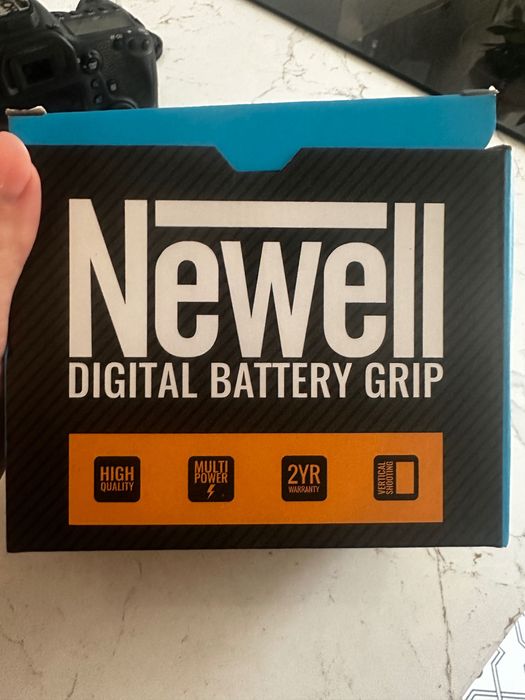 Newell
DIGITAL BATTERY GRIP
HIGH
QUALITY
MULTI
POWER
2YR
WARRANTY
VERTICAL
SHOOTING